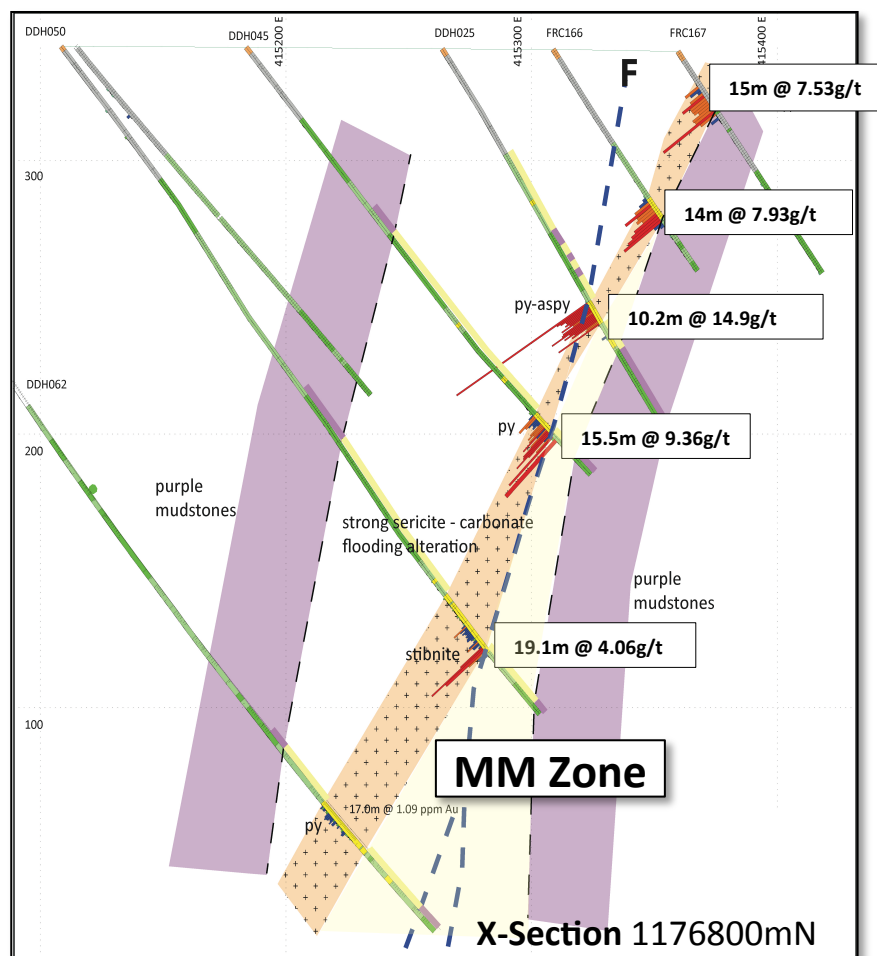 DDH050
DDH045
DDH025
FRC166
FRC167
415200 E
415300 E
415400 E
F
15m @ 7.53g/t
300
14m @ 7.93g/t
py-aspy
10.2m @ 14.9g/t
DDH062
py
15.5m @ 9.36g/t
200
purple
mudstones
strong sericite - carbonate
flooding alteration
purple
mudstones
stibnite
19.1m @ 4.06g/t
100
MM Zone
17.0m @ 1.09 ppm Au
py
X-Section 1176800mN